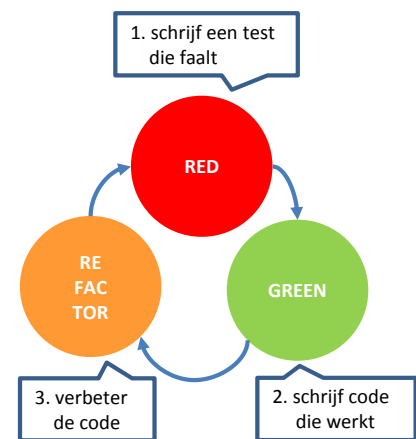 1. schrijf een test
die faalt
RED
RE
FAC
TOR
GREEN
3. verbeter
de code
2. schrijf code
die werkt